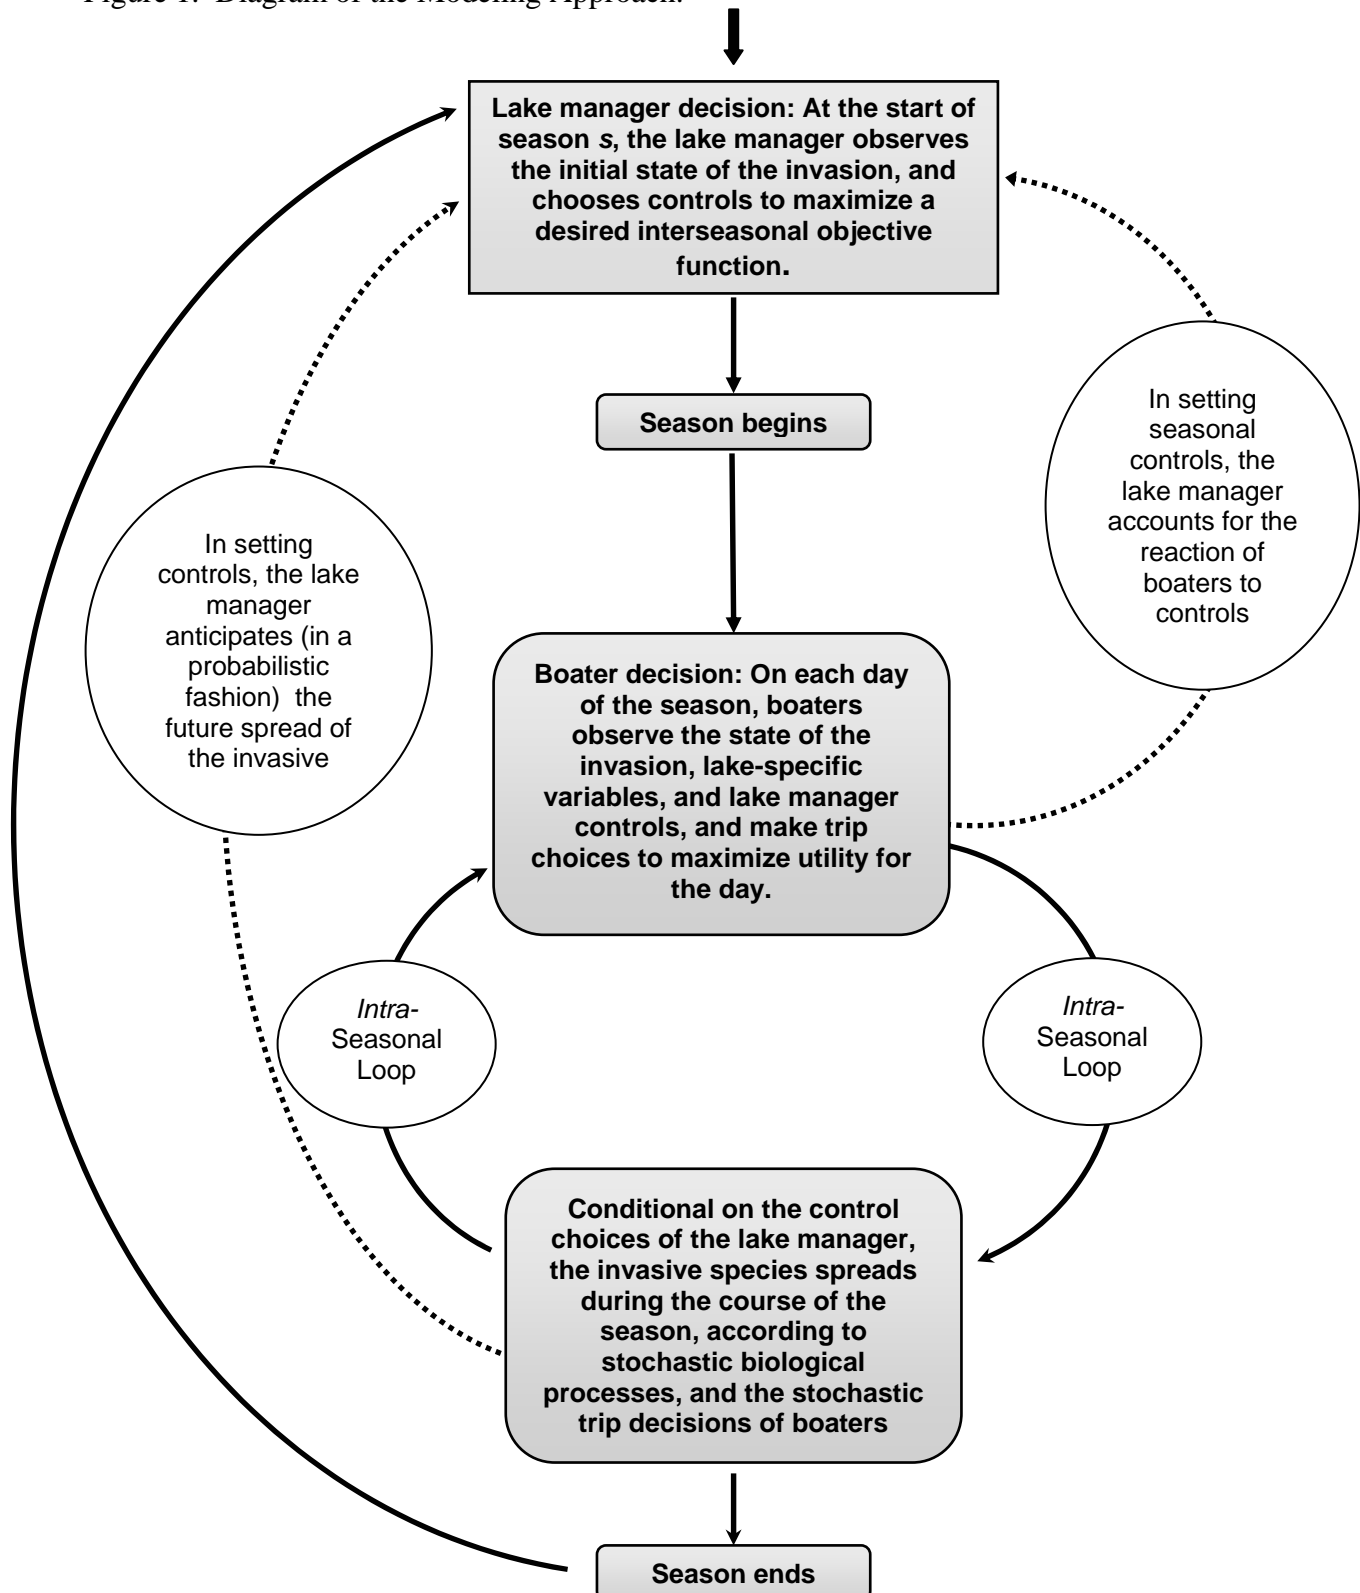 Figure 1. Diagram of the Modeling Approach.
Lake manager decision: At the start of
season s, the lake manager observes
the initial state of the invasion, and
chooses controls to maximize a
desired interseasonal objective
function.
Season begins
In setting
seasonal
controls, the
lake manager
accounts for the
reaction of
boaters to
controls
In setting
controls, the lake
manager
anticipates (in a
probabilistic
fashion) the
future spread of
the invasive
Boater decision: On each day
of the season, boaters
observe the state of the
invasion, lake-specific
variables, and lake manager
controls, and make trip
choices to maximize utility for
the day.
Intra-
Seasonal
Loop
Intra-
Seasonal
Loop
Conditional on the control
choices of the lake manager,
the invasive species spreads
during the course of the
season, according to
stochastic biological
processes, and the stochastic
trip decisions of boaters
Season ends